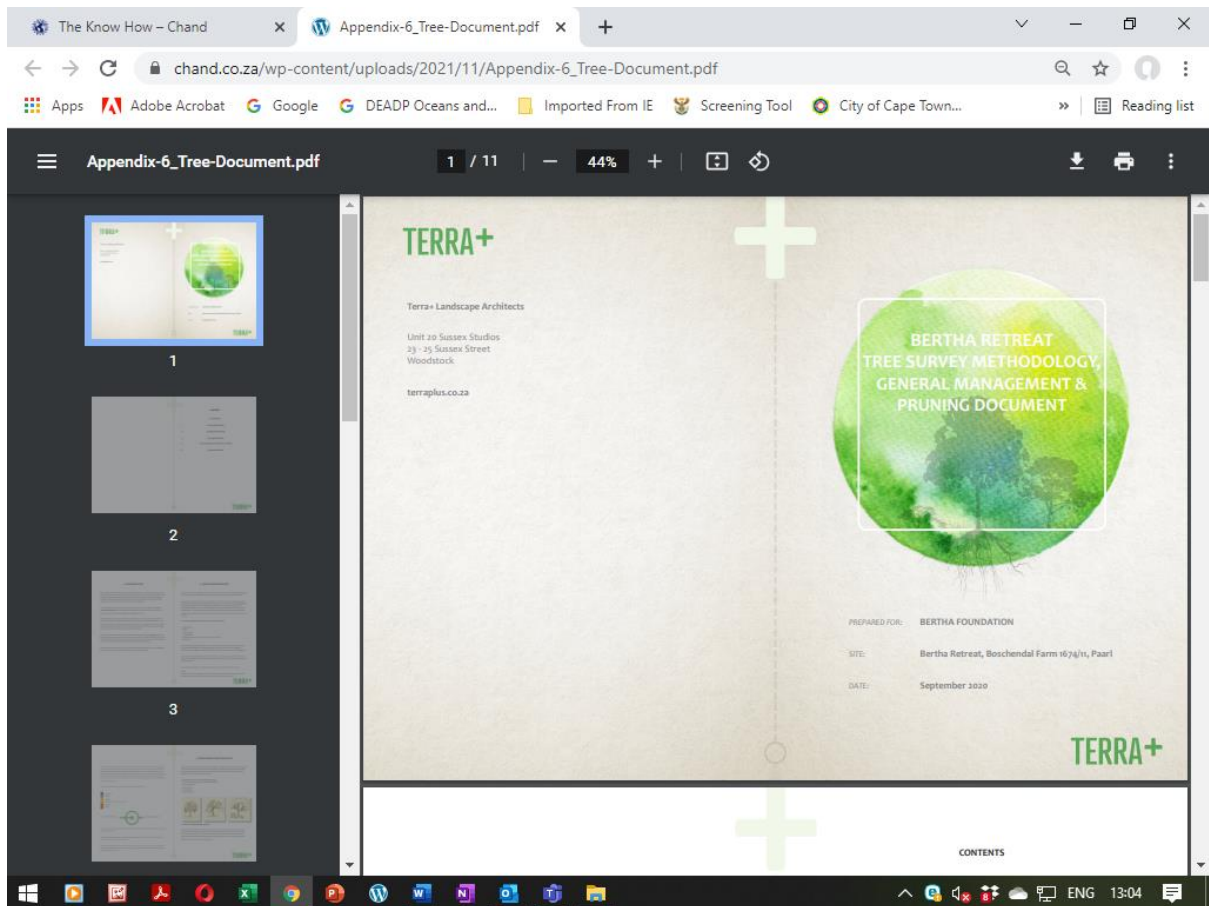 The Know How – Chand
Appendix-6_Tree-Document.pdf
chand.co.za/wp-content/uploads/2021/11/Appendix-6_Tree-Document.pdf
Apps Adobe Acrobat Google DEADP Oceans and... Imported From IE Screening Tool City of Cape Town... » Reading list
Appendix-6_Tree-Document.pdf 1 / 11 44%
1
2
3
TERRA+
Terra+ Landscape Architects
Unit 20 Sussex Studios
23 - 25 Sussex Street
Woodstock
terraplus.co.za
BERTHA RETREAT
TREE SURVEY METHODOLOGY,
GENERAL MANAGEMENT &
PRUNING DOCUMENT
PREPARED FOR: BERTHA FOUNDATION
SITE: Bertha Retreat, Boschendal Farm 1674/11, Paarl
DATE: September 2020
TERRA+
CONTENTS
ENG 13:04